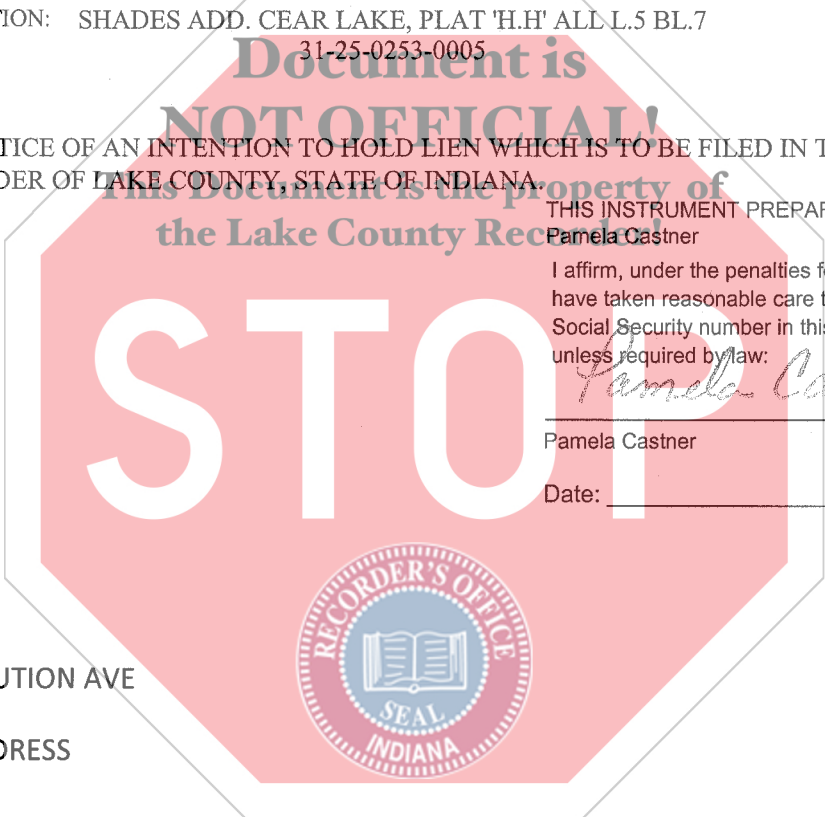 TION: SHADES ADD. CEAR LAKE, PLAT 'H.H' ALL L.5 BL.7
31-25-0253-0005
Document is
NOT OFFICIAL!
TICE OF AN INTENTION TO HOLD LIEN WHICH IS TO BE FILED IN T
DER OF LAKE COUNTY, STATE OF INDIANA.
This Document is the property of
the Lake County Recorder!
THIS INSTRUMENT PREPAR
Pamela Castner
I affirm, under the penalties f
have taken reasonable care t
Social Security number in this
unless required by law:
Pamela Ca
Pamela Castner
Date:
STOP
RECORDER'S OFFICE
SEAL
INDIANA
UTION AVE
DRESS